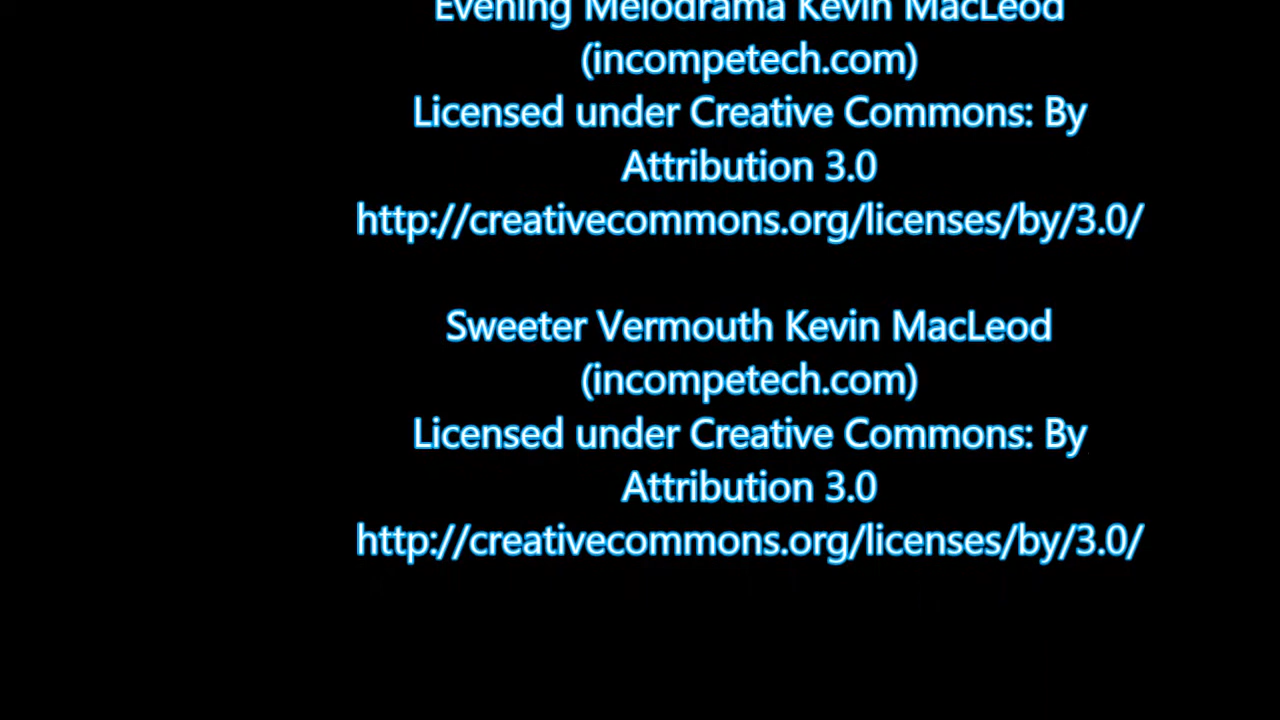 Evening Melodrama Kevin MacLeod
(incompetech.com)
Licensed under Creative Commons: By
Attribution 3.0
http://creativecommons.org/licenses/by/3.0/
Sweeter Vermouth Kevin MacLeod
(incompetech.com)
Licensed under Creative Commons: By
Attribution 3.0
http://creativecommons.org/licenses/by/3.0/